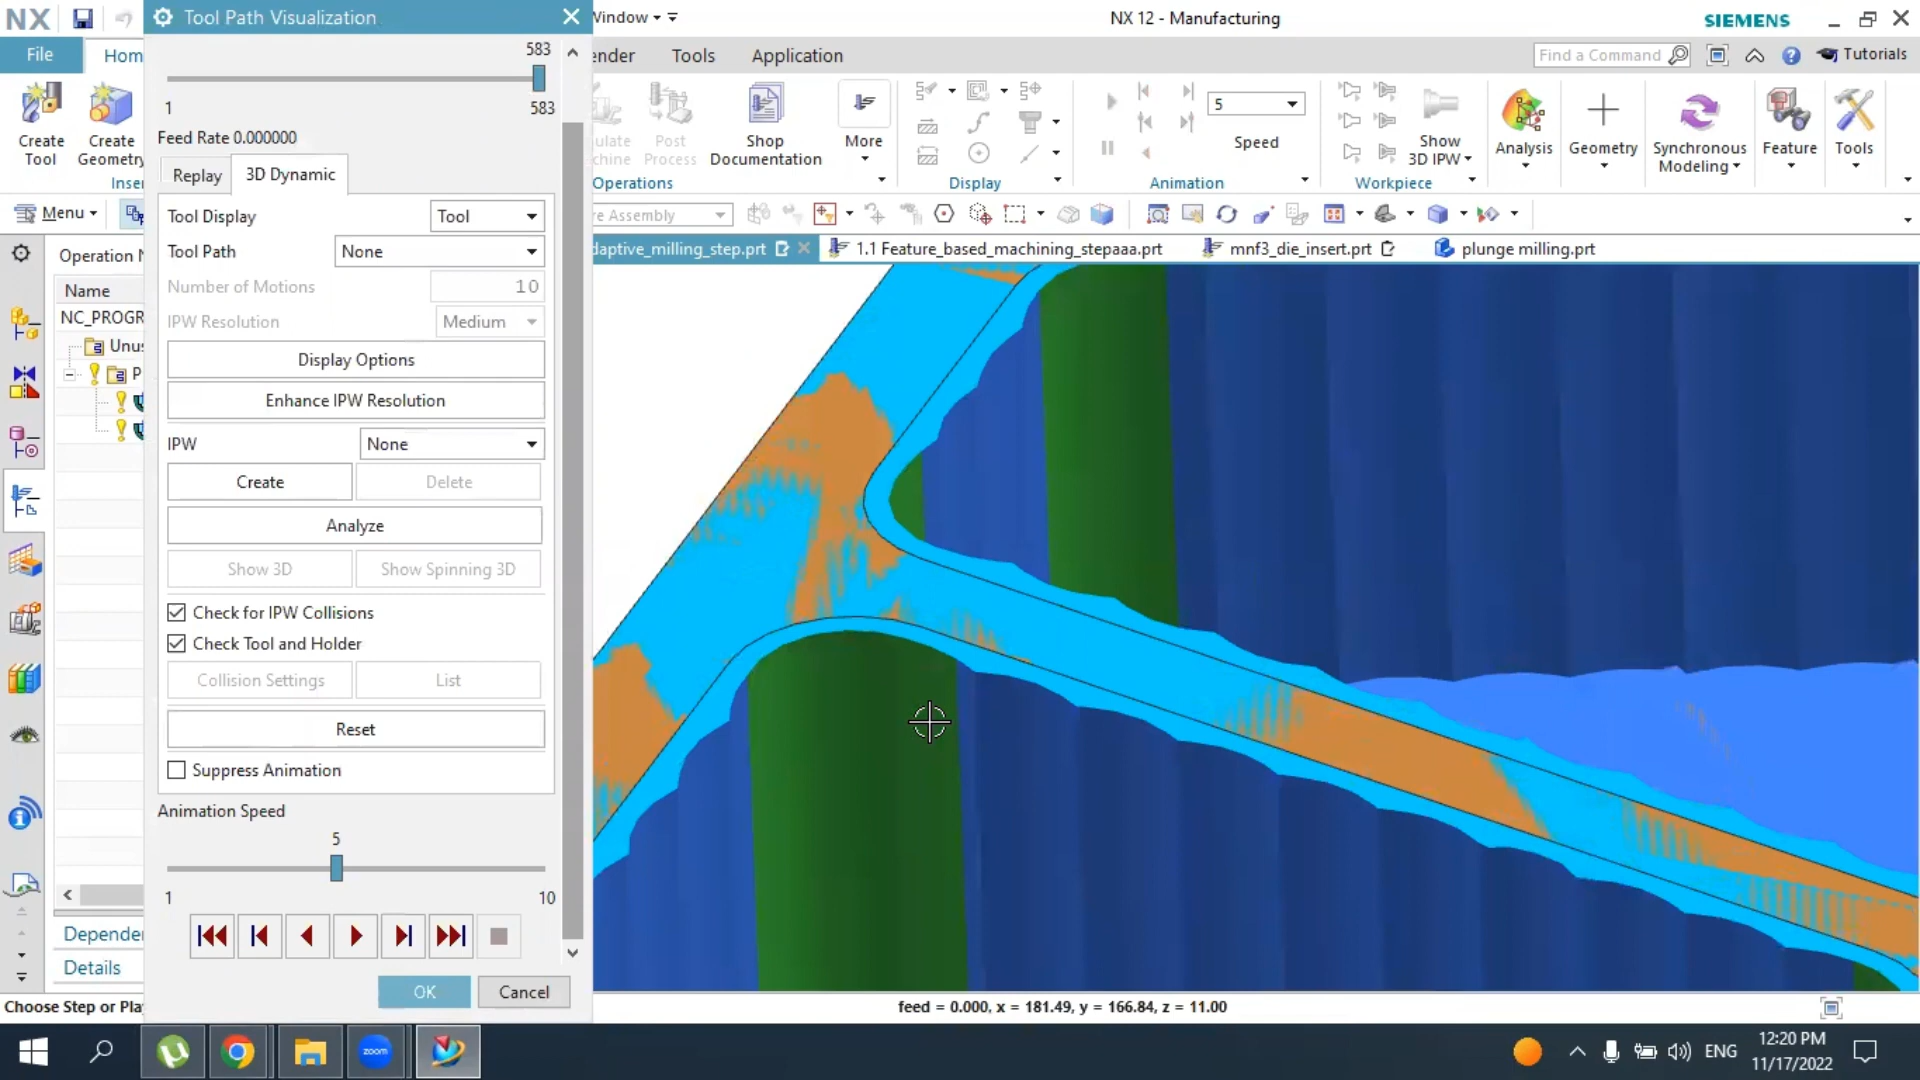 NX
Tool Path Visualization
Window
NX 12 - Manufacturing
SIEMENS
File
Hom
ender
Tools
Application
Find a Command
Tutorials
583
1
583
Feed Rate 0.000000
Replay
3D Dynamic
Create Tool
Create Geometry
Inser
ulate
chine
Post Process
Shop Documentation
More
Operations
Display
5
Speed
Animation
Show 3D IPW
Workpiece
Analysis
Geometry
Synchronous Modeling
Feature
Tools
Menu
re Assembly
Operation N
daptive_milling_step.prt
1.1 Feature_based_machining_stepaaa.prt
mnf3_die_insert.prt
plunge milling.prt
Name
NC_PROGR
Unus
P
Tool Display
Tool
Tool Path
None
Number of Motions
10
IPW Resolution
Medium
Display Options
Enhance IPW Resolution
IPW
None
Create
Delete
Analyze
Show 3D
Show Spinning 3D
Check for IPW Collisions
Check Tool and Holder
Collision Settings
List
Reset
Suppress Animation
Animation Speed
5
1
10
Depende
Details
OK
Cancel
Choose Step or Pla
feed = 0.000, x = 181.49, y = 166.84, z = 11.00
zoom
ENG
12:20 PM
11/17/2022